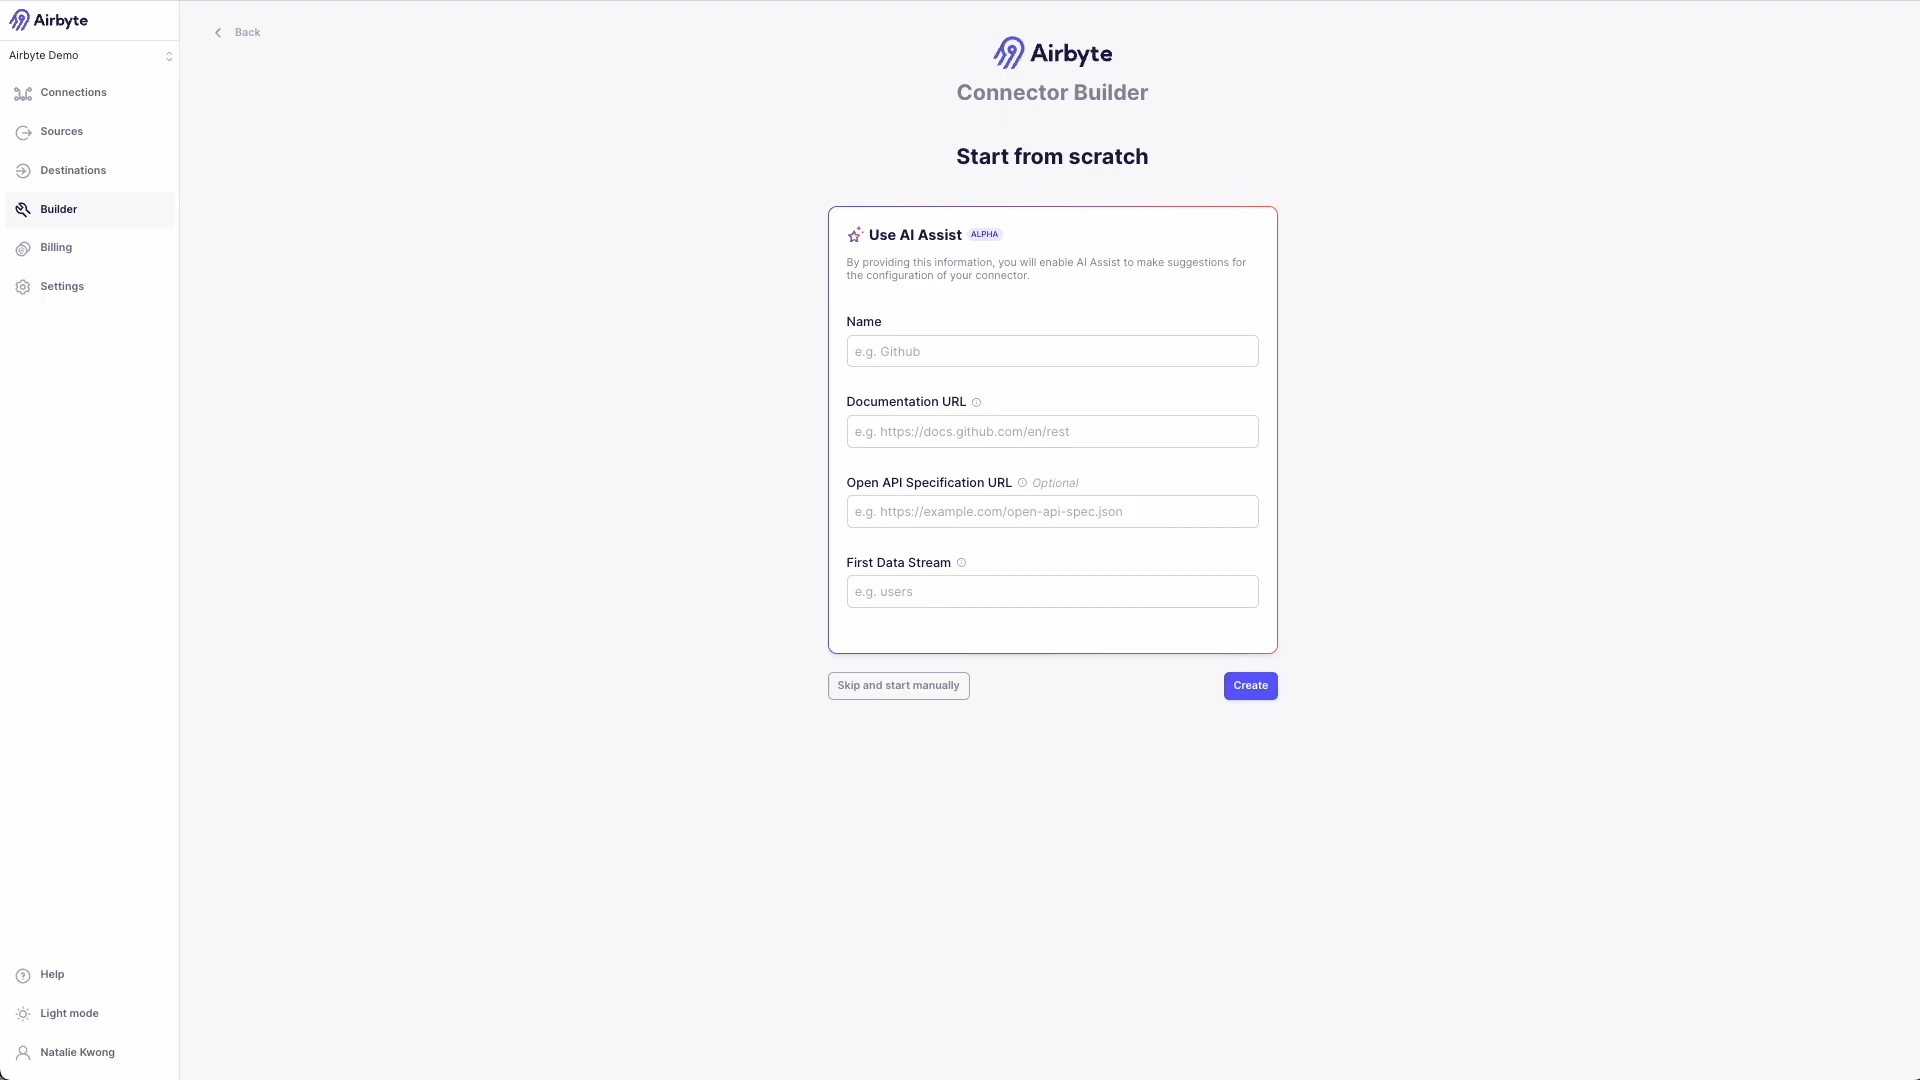 Airbyte
Airbyte Demo
Connections
Sources
Destinations
Builder
Billing
Settings
Help
Light mode
Natalie Kwong
Back
Airbyte
Connector Builder
Start from scratch
Use AI Assist ALPHA
By providing this information, you will enable AI Assist to make suggestions for
the configuration of your connector.
Name
e.g. Github
Documentation URL
e.g. https://docs.github.com/en/rest
Open API Specification URL Optional
e.g. https://example.com/open-api-spec.json
First Data Stream
e.g. users
Skip and start manually
Create